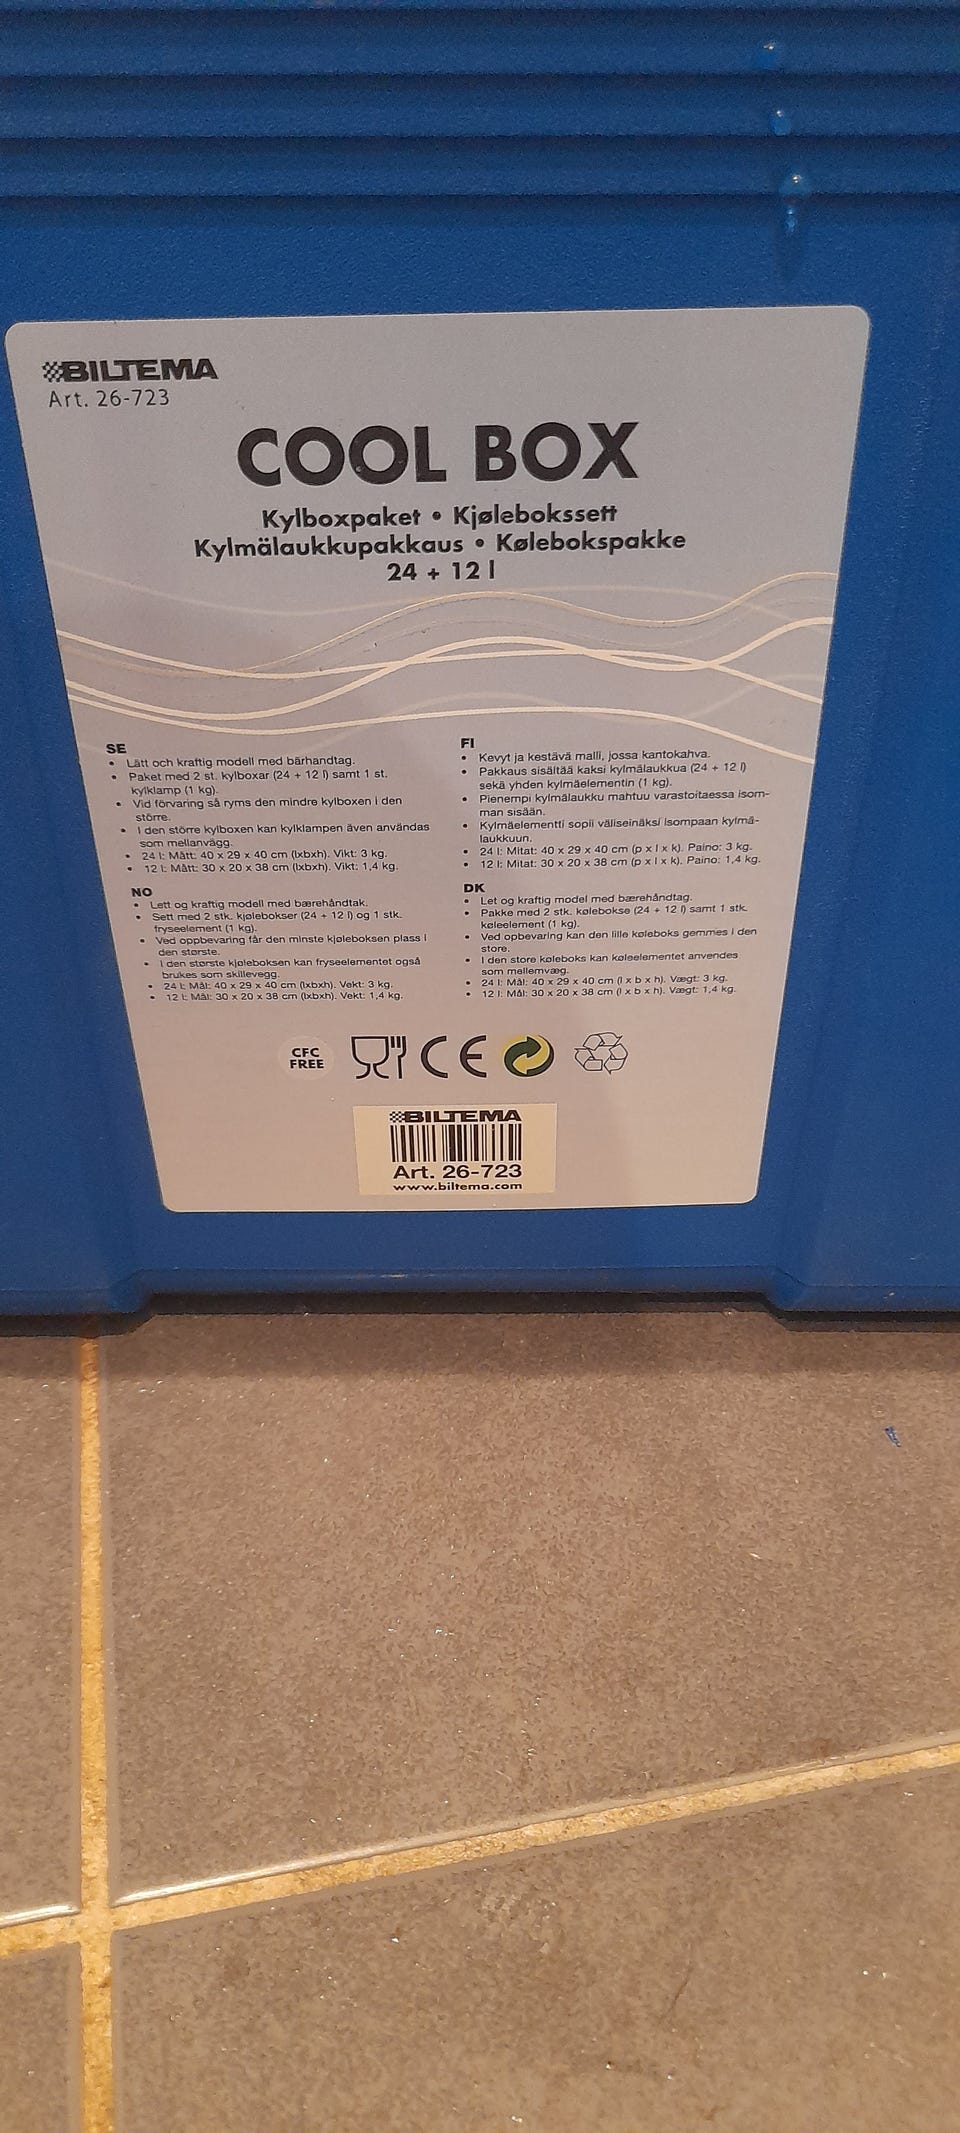 BILTEMA
Art. 26-723
COOL BOX
Kylboxpaket • Kjølebokssett
Kylmälaukkupakkaus • Kølebokspakke
24 + 12 l
SE
• Lätt och kraftig modell med bärhandtag.
• Paket med 2 st. kylboxar (24 + 12 l) samt 1 st.
kylklamp (1 kg).
• Vid förvaring så ryms den mindre kylboxen i den
större.
• I den större kylboxen kan kylklampen även användas
som mellanvägg.
• 24 l: Mått: 40 x 29 x 40 cm (lxbxh). Vikt: 3 kg.
• 12 l: Mått: 30 x 20 x 38 cm (lxbxh). Vikt: 1,4 kg.
NO
• Lett og kraftig modell med bærehåndtak.
• Sett med 2 stk. kjølebokser (24 + 12 l) og 1 stk.
fryseelement (1 kg).
• Ved oppbevaring får den minste kjøleboksen plass i
den største.
• I den største kjøleboksen kan fryseelementet også
brukes som skillevegg.
• 24 l: Mål: 40 x 29 x 40 cm (lxbxh). Vekt: 3 kg.
• 12 l: Mål: 30 x 20 x 38 cm (lxbxh). Vekt: 1,4 kg.
FI
• Kevyt ja kestävä malli, jossa kantokahva.
• Pakkaus sisältää kaksi kylmälaukkua (24 + 12 l)
sekä yhden kylmäelementin (1 kg).
• Pienempi kylmälaukku mahtuu varastoitaessa isom-
man sisään.
• Kylmäelementti sopii väliseinäksi isompaan kylmä-
laukkuun.
• 24 l: Mitat: 40 x 29 x 40 cm (p x l x k). Paino: 3 kg.
• 12 l: Mitat: 30 x 20 x 38 cm (p x l x k). Paino: 1,4 kg.
DK
• Let og kraftig model med bærehåndtag.
• Pakke med 2 stk. kølebokse (24 + 12 l) samt 1 stk.
køleelement (1 kg).
• Ved opbevaring kan den lille køleboks gemmes i den
store.
• I den store køleboks kan køleelementet anvendes
som mellemvæg.
• 24 l: Mål: 40 x 29 x 40 cm (l x b x h). Vægt: 3 kg.
• 12 l: Mål: 30 x 20 x 38 cm (l x b x h). Vægt: 1,4 kg.
CFC
FREE
CE
BILTEMA
Art. 26-723
www.biltema.com